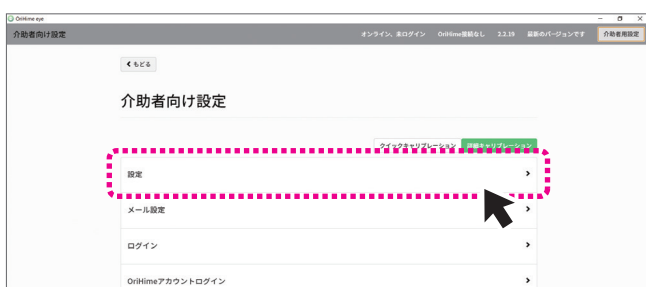 OriHime eye
介助者向け設定 オンライン、未ログイン OriHime接続なし 2.2.19 最新のバージョンです 介助者用設定
もどる
介助者向け設定
クイックキャリブレーション 詳細キャリブレーション
設定
メール設定
ログイン
OriHimeアカウントログイン